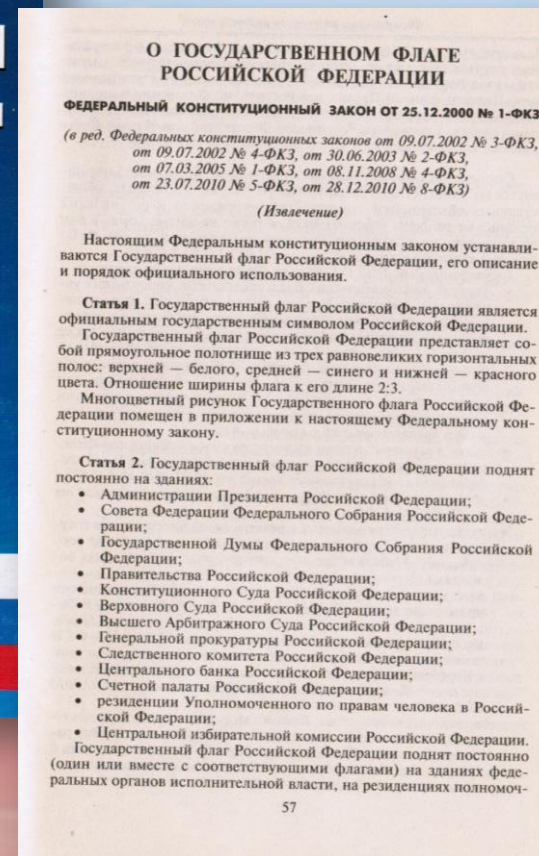 О ГОСУДАРСТВЕННОМ ФЛАГЕ
РОССИЙСКОЙ ФЕДЕРАЦИИ
ФЕДЕРАЛЬНЫЙ КОНСТИТУЦИОННЫЙ ЗАКОН ОТ 25.12.2000 № 1-ФКЗ
(в ред. Федеральных конституционных законов от 09.07.2002 № 3-ФКЗ,
от 09.07.2002 № 4-ФКЗ, от 30.06.2003 № 2-ФКЗ,
от 07.03.2005 № 1-ФКЗ, от 08.11.2008 № 4-ФКЗ,
от 23.07.2010 № 5-ФКЗ, от 28.12.2010 № 8-ФКЗ)
(Извлечение)
Настоящим Федеральным конституционным законом устанавли-
ваются Государственный флаг Российской Федерации, его описание
и порядок официального использования.
Статья 1. Государственный флаг Российской Федерации является
официальным государственным символом Российской Федерации.
Государственный флаг Российской Федерации представляет со-
бой прямоугольное полотнище из трех равновеликих горизонтальных
полос: верхней — белого, средней — синего и нижней — красного
цвета. Отношение ширины флага к его длине 2:3.
Многоцветный рисунок Государственного флага Российской Фе-
дерации помещен в приложении к настоящему Федеральному кон-
ституционному закону.
Статья 2. Государственный флаг Российской Федерации поднят
постоянно на зданиях:
• Администрации Президента Российской Федерации;
• Совета Федерации Федерального Собрания Российской Феде-
рации;
• Государственной Думы Федерального Собрания Российской
Федерации;
• Правительства Российской Федерации;
• Конституционного Суда Российской Федерации;
• Верховного Суда Российской Федерации;
• Высшего Арбитражного Суда Российской Федерации;
• Генеральной прокуратуры Российской Федерации;
• Следственного комитета Российской Федерации;
• Центрального банка Российской Федерации;
• Счетной палаты Российской Федерации;
• резиденции Уполномоченного по правам человека в Россий-
ской Федерации;
• Центральной избирательной комиссии Российской Федерации.
Государственный флаг Российской Федерации поднят постоянно
(один или вместе с соответствующими флагами) на зданиях феде-
ральных органов исполнительной власти, на резиденциях полномоч-
57